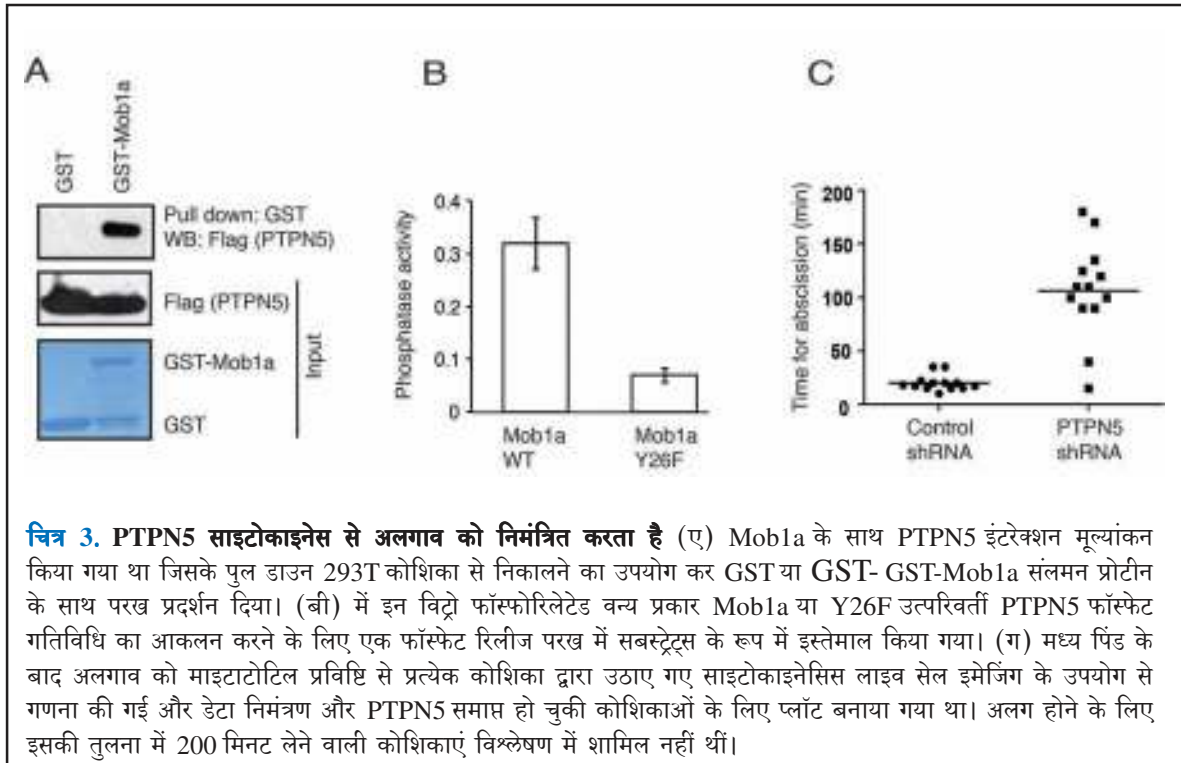 A
GST
GST-Mob1a
Pull down: GST
WB: Flag (PTPN5)
Flag (PTPN5)
GST-Mob1a
GST
Input
B
Phosphatase activity
0.4
0.3
0.2
0.1
0
Mob1a
WT
Mob1a
Y26F
C
Time for abscission (min)
200
150
100
50
0
Control
shRNA
PTPN5
shRNA
चित्र 3. PTPN5 साइटोकाइनेस से अलगाव को निमंत्रित करता है (ए) Mob1a के साथ PTPN5 इंटरेक्शन मूल्यांकन
किया गया था जिसके पुल डाउन 293T कोशिका से निकालने का उपयोग कर GST या GST- GST-Mob1a संलमन प्रोटीन
के साथ परख प्रदर्शन दिया। (बी) में इन विट्रो फॉस्फोरिलेटेड वन्य प्रकार Mob1a या Y26F उत्परिवर्ती PTPN5 फॉस्फेट
गतिविधि का आकलन करने के लिए एक फॉस्फेट रिलीज परख में सबस्ट्रेट्स के रूप में इस्तेमाल किया गया। (ग) मध्य पिंड के
बाद अलगाव को माइटाटोटिल प्रविष्टि से प्रत्येक कोशिका द्वारा उठाए गए साइटोकाइनेसिस लाइव सेल इमेजिंग के उपयोग से
गणना की गई और डेटा निमंत्रण और PTPN5 समाप्त हो चुकी कोशिकाओं के लिए प्लॉट बनाया गया था। अलग होने के लिए
इसकी तुलना में 200 मिनट लेने वाली कोशिकाएं विश्लेषण में शामिल नहीं थीं।